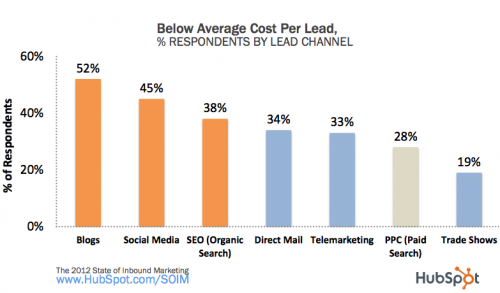 Below Average Cost Per Lead,
% RESPONDENTS BY LEAD CHANNEL
% of Respondents
60%
40%
20%
0%
52%
45%
38%
34%
33%
28%
19%
Blogs
Social Media
SEO (Organic
Search)
Direct Mail
Telemarketing
PPC (Paid
Search)
Trade Shows
The 2012 State of Inbound Marketing
www.HubSpot.com/SOIM
HubSpot